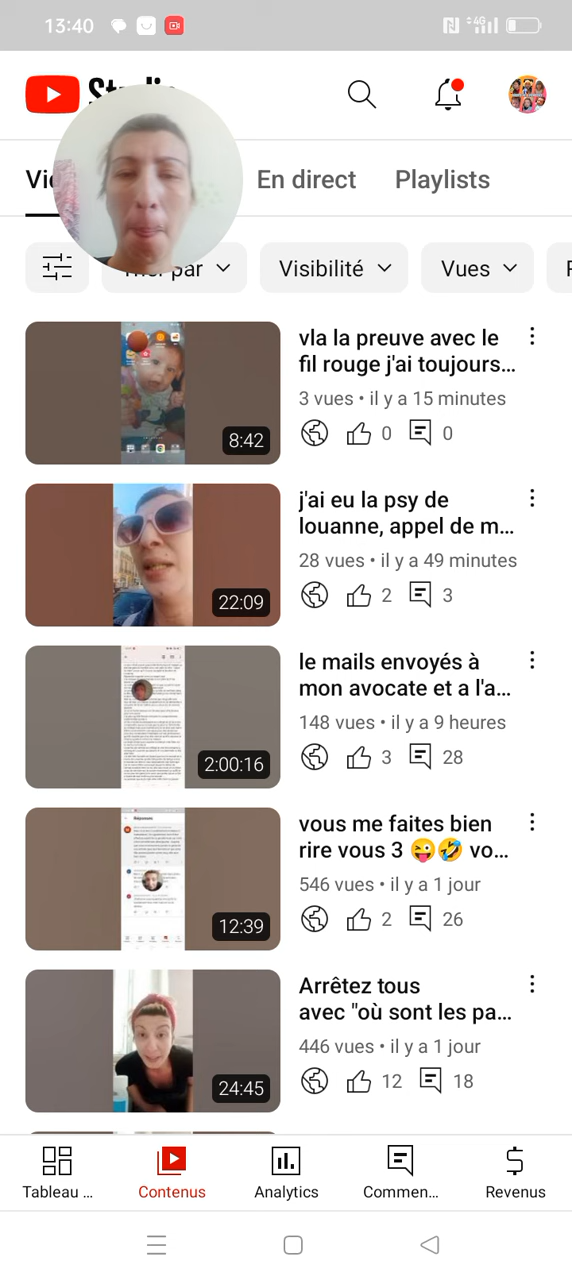 13:40
4G
En direct
Playlists
par
Visibilité
Vues
vla la preuve avec le
fil rouge j'ai toujours...
3 vues • il y a 15 minutes
0
0
8:42
j'ai eu la psy de
louanne, appel de m...
28 vues • il y a 49 minutes
2
3
22:09
le mails envoyés à
mon avocate et a l'a...
148 vues • il y a 9 heures
3
28
2:00:16
vous me faites bien
rire vous 3 😜🤣 vo...
546 vues • il y a 1 jour
2
26
12:39
Arrêtez tous
avec "où sont les pa...
446 vues • il y a 1 jour
12
18
24:45
Tableau ...
Contenus
Analytics
Commen...
Revenus